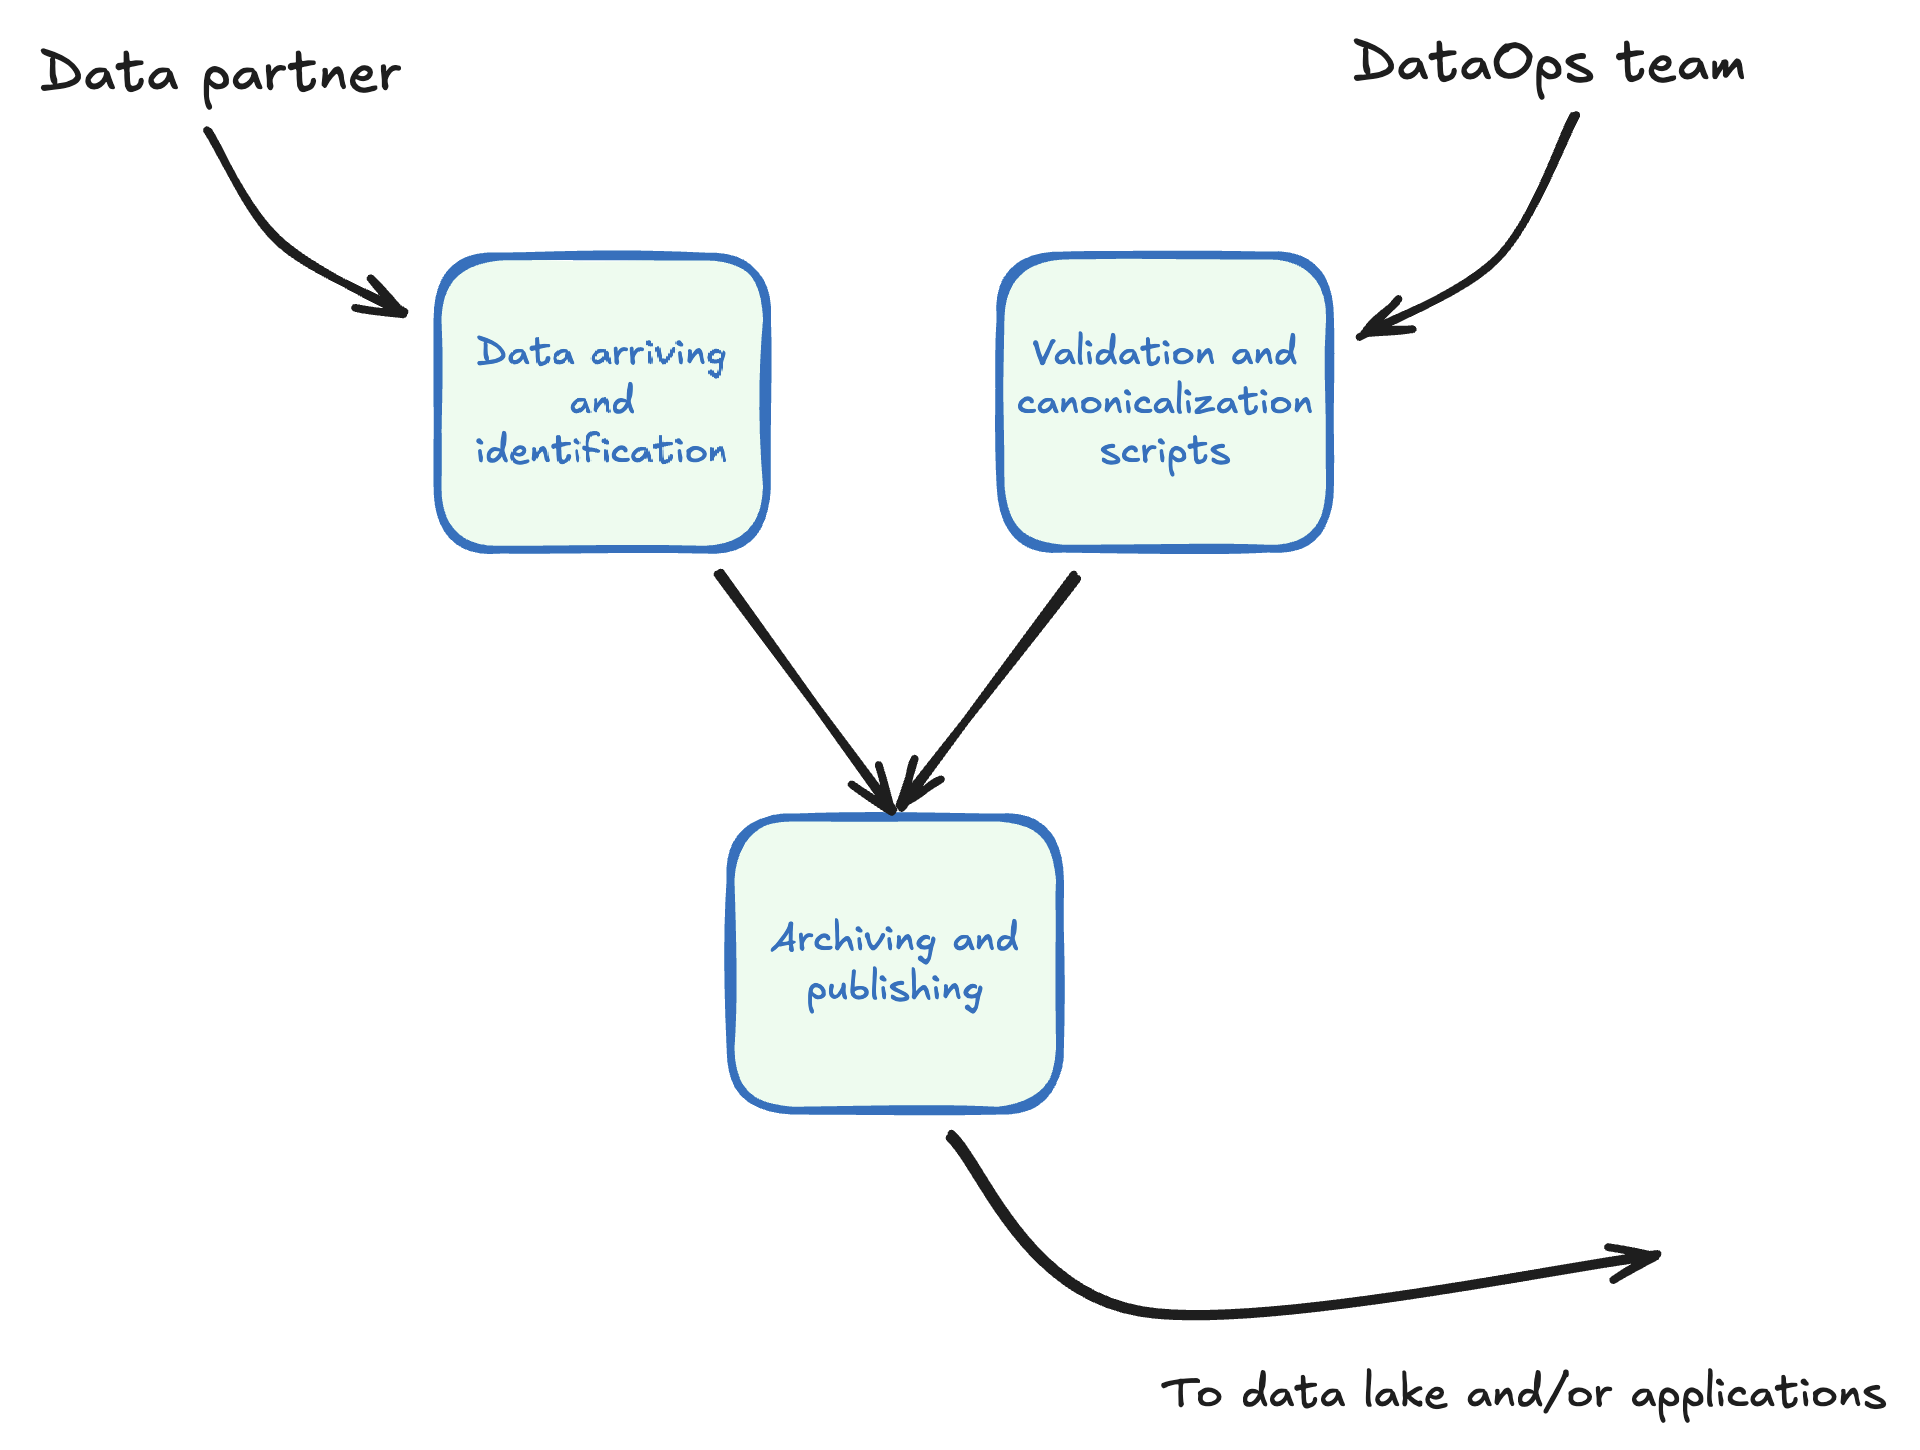 Data partner
DataOps team
Data arriving
and
identification
Validation and
canonicalization
scripts
Archiving and
publishing
To data lake and/or applications